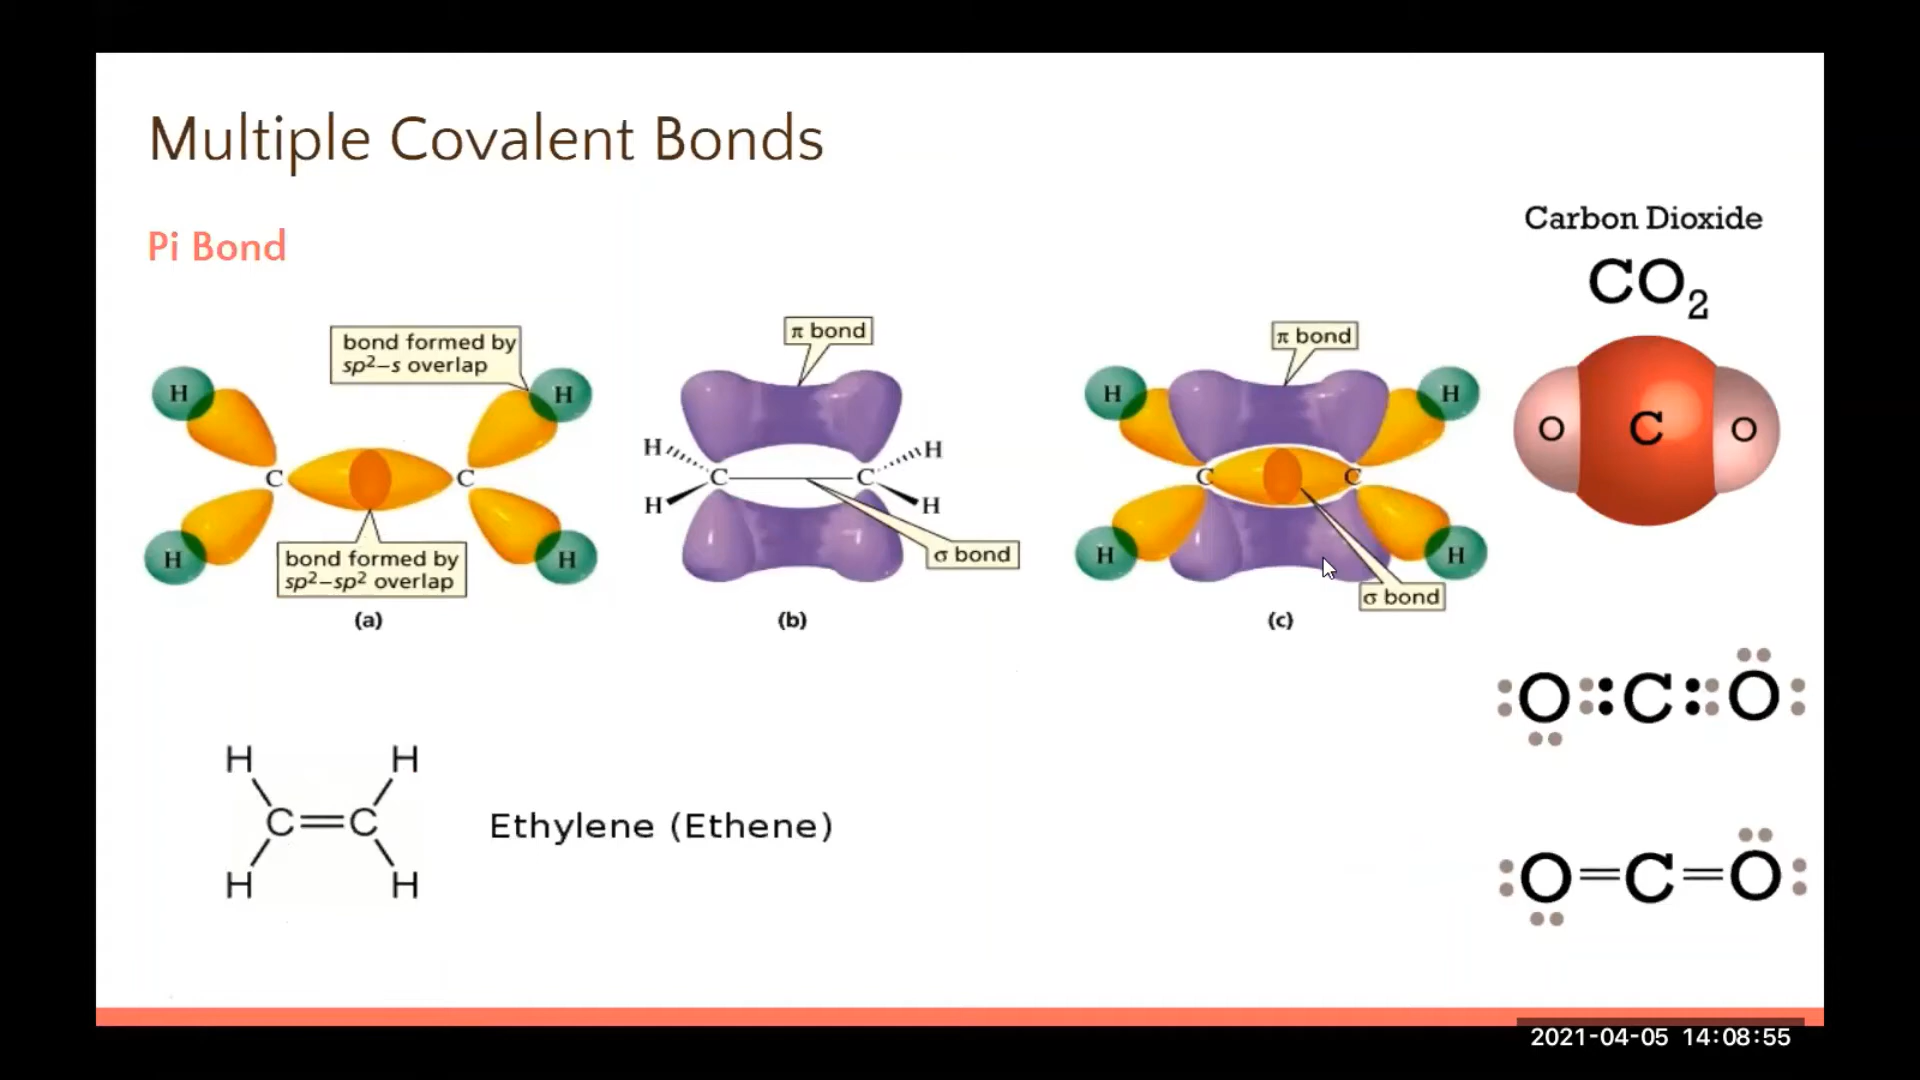 Multiple Covalent Bonds
Pi Bond
bond formed by
sp²–s overlap
H
H
C
C
H
H
bond formed by
sp²–sp² overlap
(a)
π bond
H
H
C
C
H
H
σ bond
(b)
π bond
H
H
C
C
H
H
σ bond
(c)
Carbon Dioxide
CO₂
O C O
O C O
O=C=O
H H
C=C
H H
Ethylene (Ethene)
2021-04-05 14:08:55